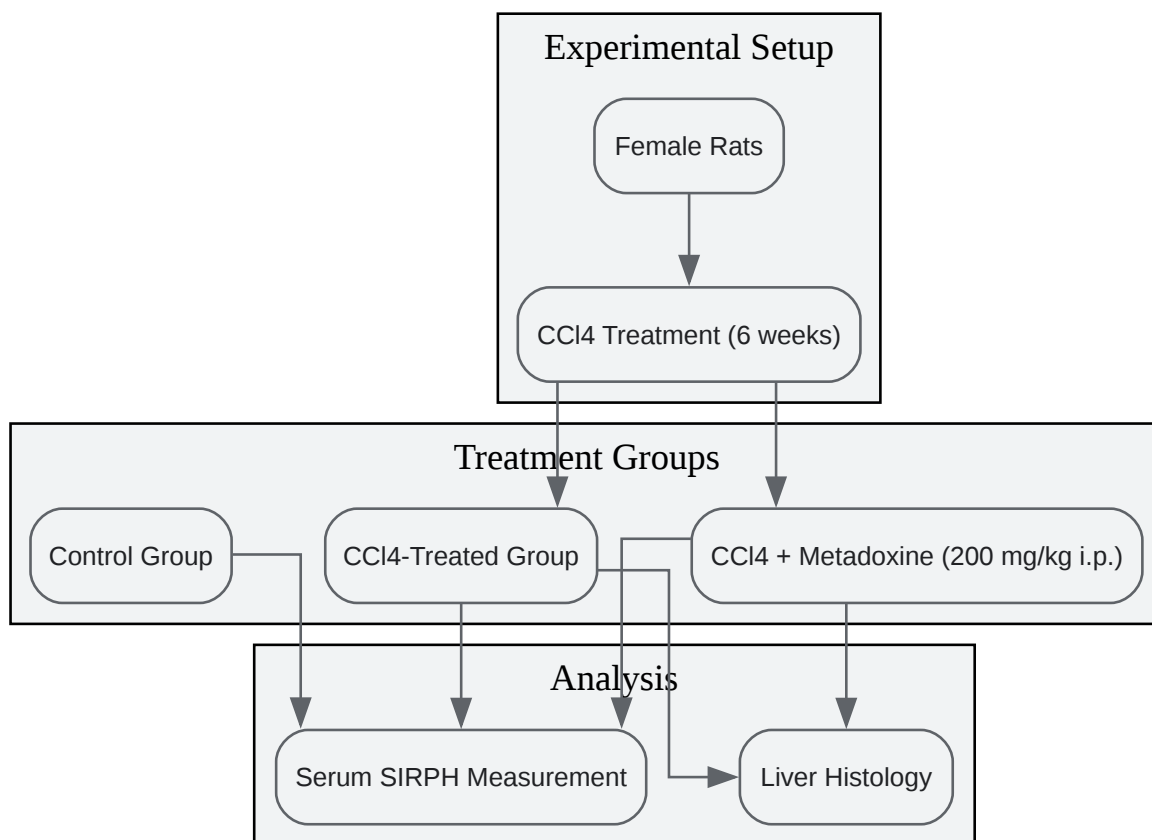 Experimental Setup
Female Rats
CCl4 Treatment (6 weeks)
Treatment Groups
Control Group
CCl4-Treated Group
CCl4 + Metadoxine (200 mg/kg i.p.)
Analysis
Serum SIRPH Measurement
Liver Histology